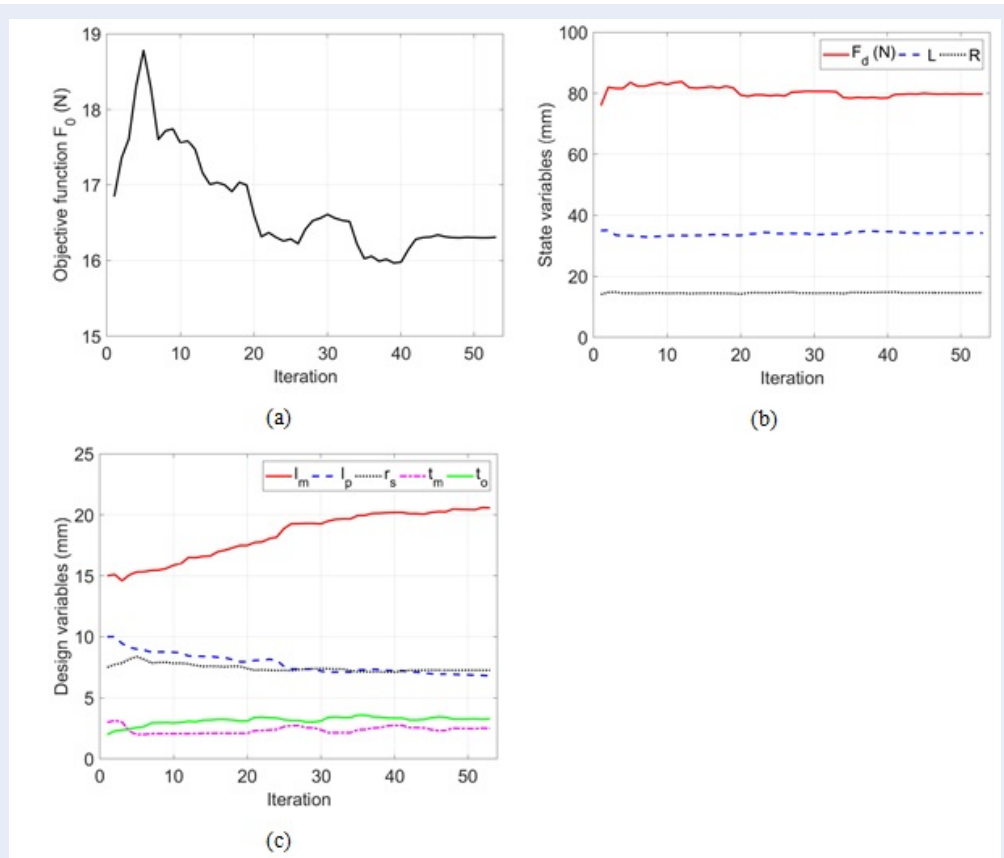 19
18
17
16
15
Objective function F0 (N)
0 10 20 30 40 50
Iteration
(a)
100
80
60
40
20
0
State variables (mm)
Fd (N) L R
0 10 20 30 40 50
Iteration
(b)
25
20
15
10
5
0
Design variables (mm)
lm lp rs tm to
0 10 20 30 40 50
Iteration
(c)